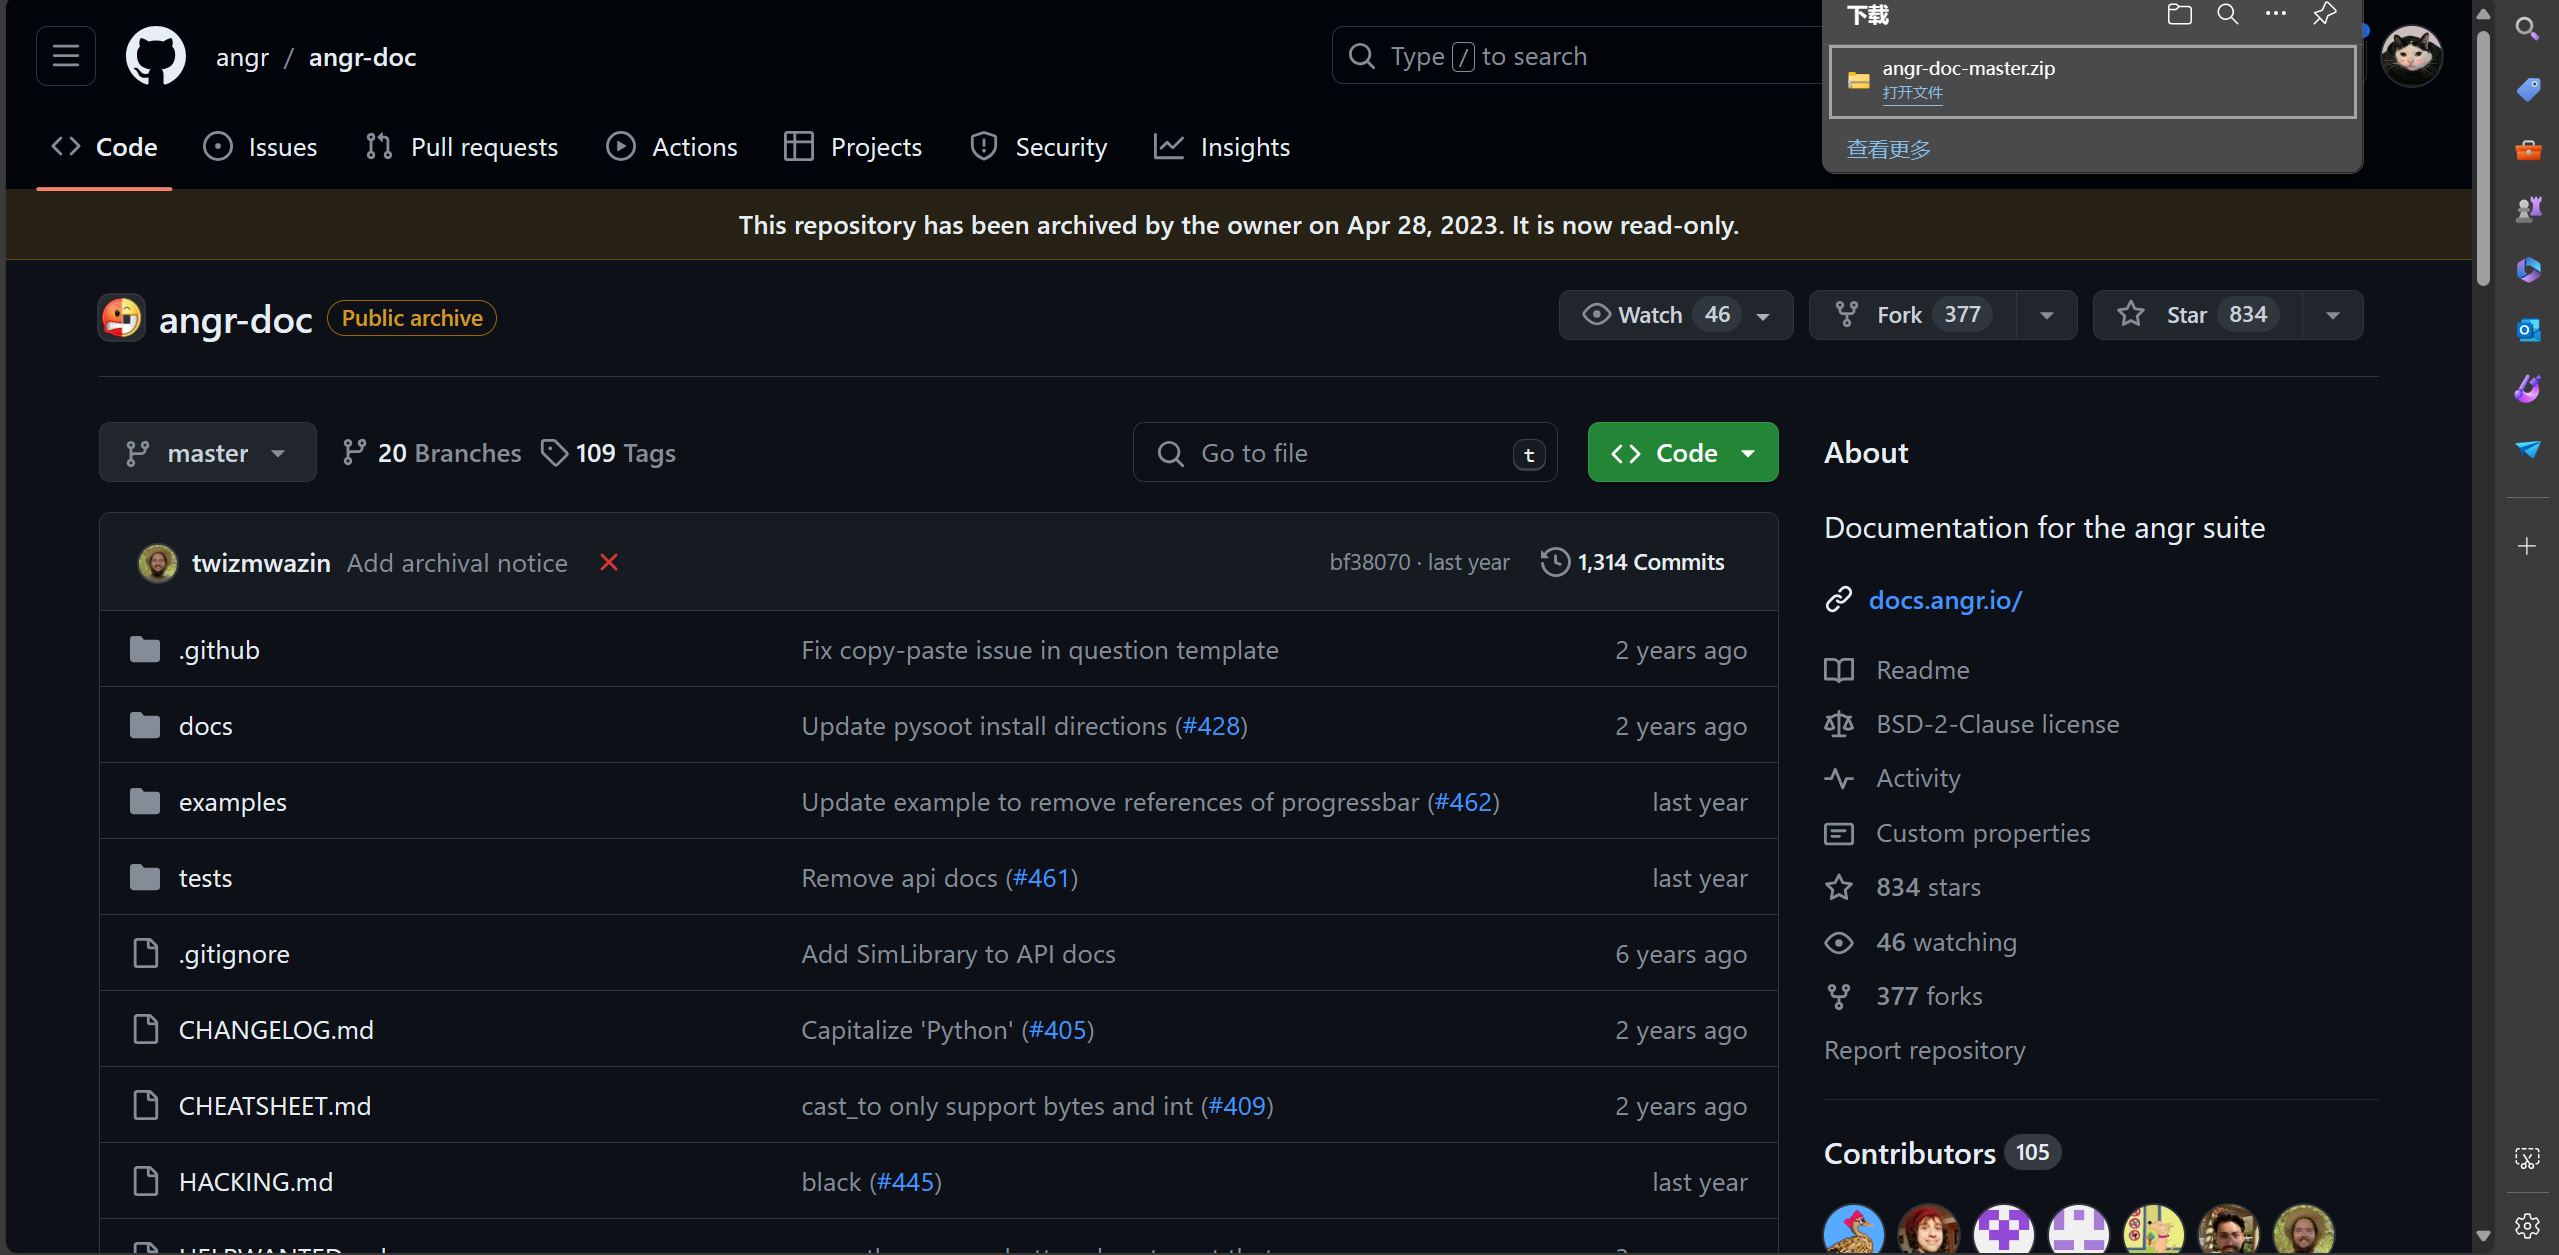 angr / angr-doc
Type / to search
下载
angr-doc-master.zip
打开文件
查看更多
Code
Issues
Pull requests
Actions
Projects
Security
Insights
This repository has been archived by the owner on Apr 28, 2023. It is now read-only.
angr-doc Public archive
Watch 46
Fork 377
Star 834
master
20 Branches
109 Tags
Go to file t
Code
twizmwazin Add archival notice
bf38070 · last year
1,314 Commits
.github Fix copy-paste issue in question template 2 years ago
docs Update pysoot install directions (#428) 2 years ago
examples Update example to remove references of progressbar (#462) last year
tests Remove api docs (#461) last year
.gitignore Add SimLibrary to API docs 6 years ago
CHANGELOG.md Capitalize 'Python' (#405) 2 years ago
CHEATSHEET.md cast_to only support bytes and int (#409) 2 years ago
HACKING.md black (#445) last year
About
Documentation for the angr suite
docs.angr.io/
Readme
BSD-2-Clause license
Activity
Custom properties
834 stars
46 watching
377 forks
Report repository
Contributors 105